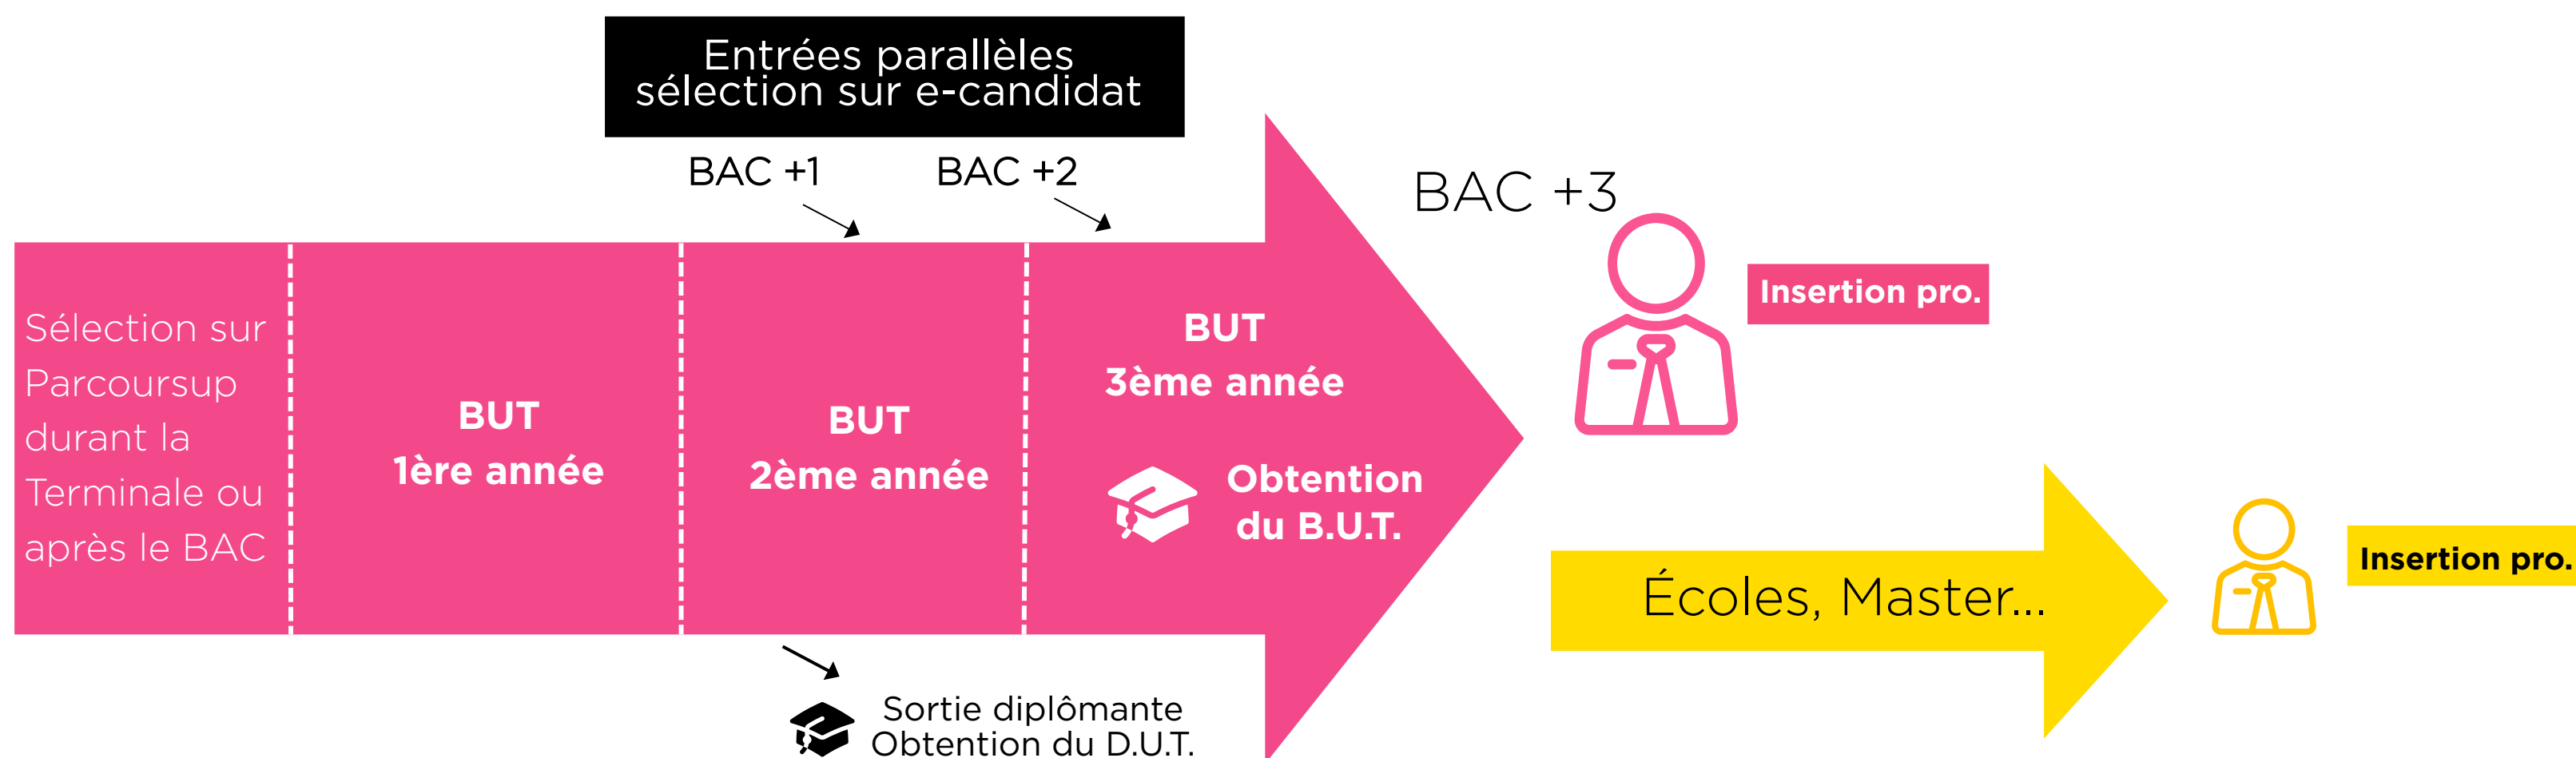 Entrées parallèles
sélection sur e-candidat
BAC +1
BAC +2
BAC +3
Sélection sur
Parcoursup
durant la
Terminale ou
après le BAC
BUT
1ère année
BUT
2ème année
BUT
3ème année
Obtention
du B.U.T.
Insertion pro.
Écoles, Master...
Insertion pro.
Sortie diplômante
Obtention du D.U.T.